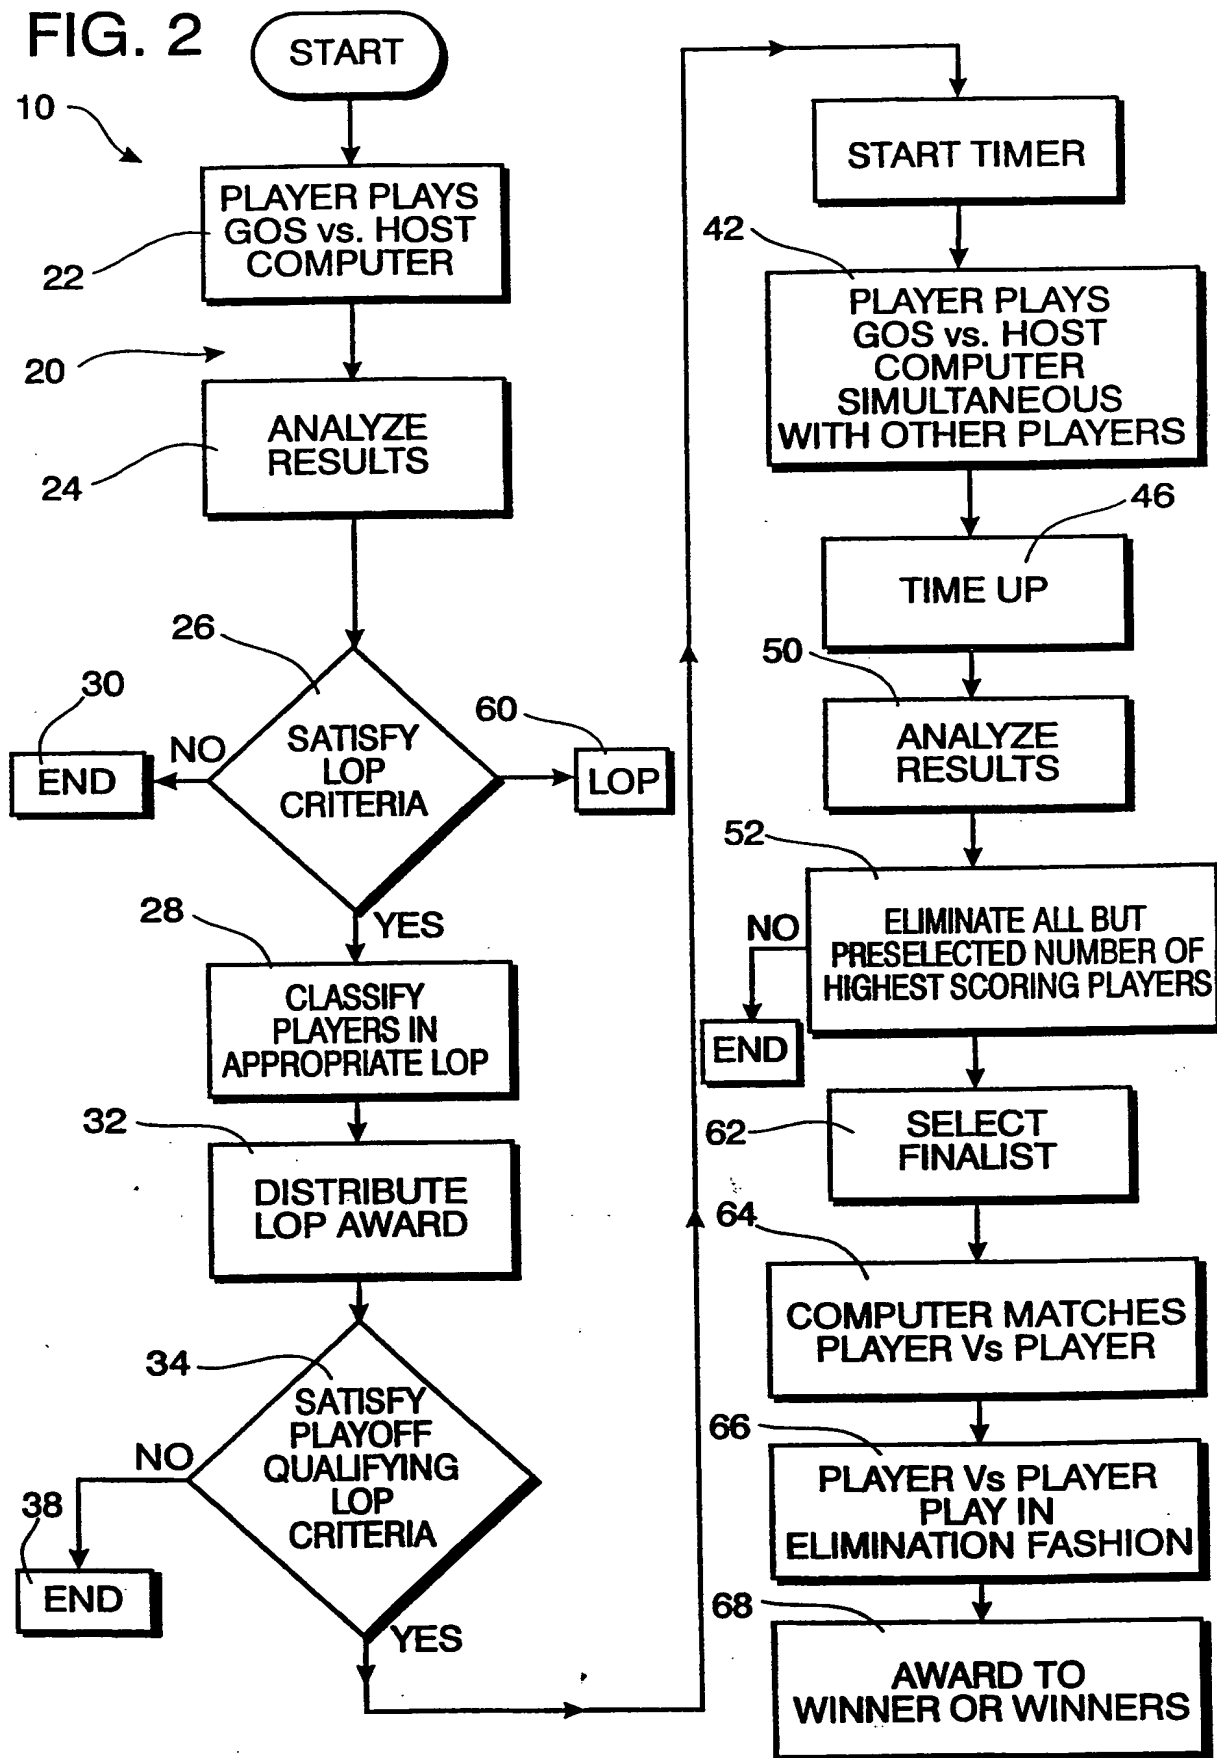 FIG. 2
START
10
PLAYER PLAYS
GOS vs. HOST
COMPUTER
22
20
ANALYZE
RESULTS
24
26
SATISFY
LOP
CRITERIA
30
NO
END
60
LOP
YES
28
CLASSIFY
PLAYERS IN
APPROPRIATE LOP
32
DISTRIBUTE
LOP AWARD
34
SATISFY
PLAYOFF
QUALIFYING
LOP
CRITERIA
NO
38
END
YES
START TIMER
42
PLAYER PLAYS
GOS vs. HOST
COMPUTER
SIMULTANEOUS
WITH OTHER PLAYERS
46
TIME UP
50
ANALYZE
RESULTS
52
ELIMINATE ALL BUT
PRESELECTED NUMBER OF
HIGHEST SCORING PLAYERS
NO
END
62
SELECT
FINALIST
64
COMPUTER MATCHES
PLAYER Vs PLAYER
66
PLAYER Vs PLAYER
PLAY IN
ELIMINATION FASHION
68
AWARD TO
WINNER OR WINNERS